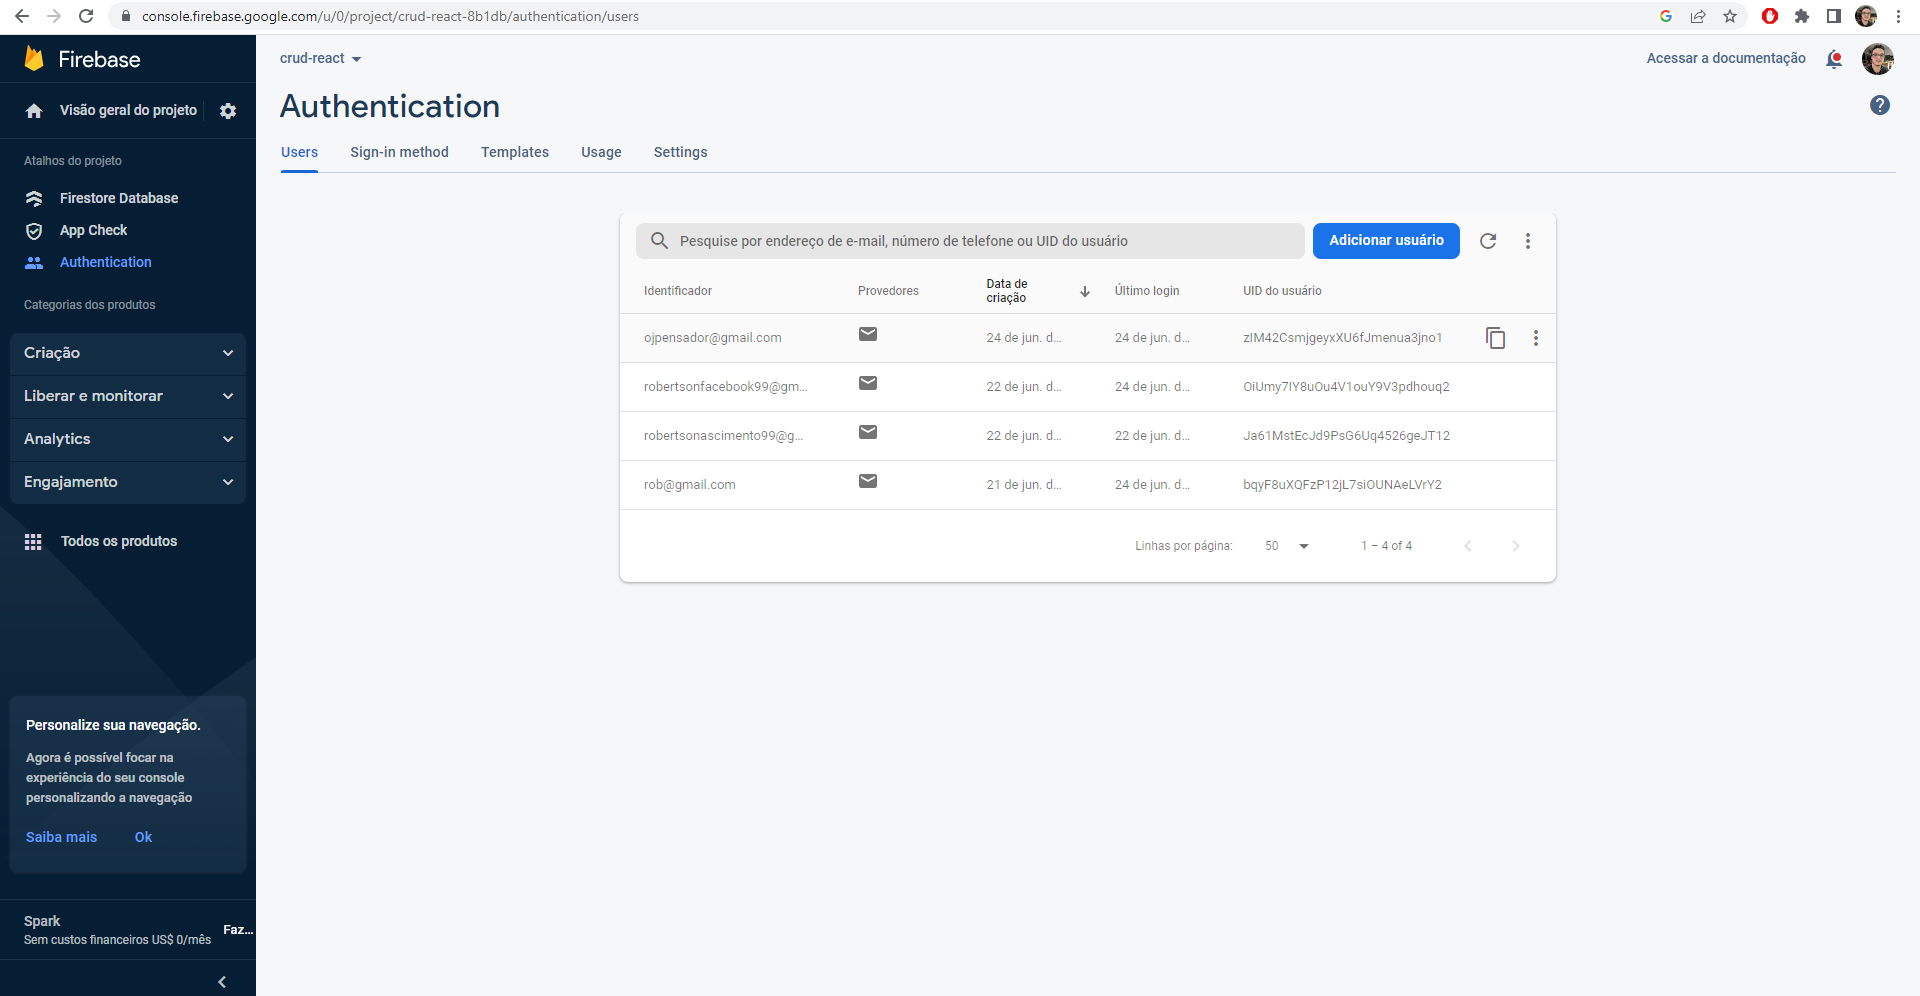 console.firebase.google.com/u/0/project/crud-react-8b1db/authentication/users
Firebase
crud-react
Acessar a documentação
Visão geral do projeto
Authentication
Atalhos do projeto
Users Sign-in method Templates Usage Settings
Firestore Database
App Check
Authentication
Categorias dos produtos
Criação
Liberar e monitorar
Analytics
Engajamento
Todos os produtos
Pesquise por endereço de e-mail, número de telefone ou UID do usuário
Adicionar usuário
Identificador Provedores Data de criação Último login UID do usuário
ojpensador@gmail.com 24 de jun. d... 24 de jun. d... zIM42CsmjgeyxXU6fJmenua3jno1
robertsonfacebook99@gm... 22 de jun. d... 24 de jun. d... OiUmy7IY8uOu4V1ouY9V3pdhouq2
robertsonascimento99@g... 22 de jun. d... 22 de jun. d... Ja61MstEcJd9PsG6Uq4526geJT12
rob@gmail.com 21 de jun. d... 24 de jun. d... bqyF8uXQFzP12jL7siOUNAeLVrY2
Linhas por página: 50 1 – 4 of 4
Personalize sua navegação.
Agora é possível focar na
experiência do seu console
personalizando a navegação
Saiba mais Ok
Spark
Sem custos financeiros US$ 0/mês
Faz...